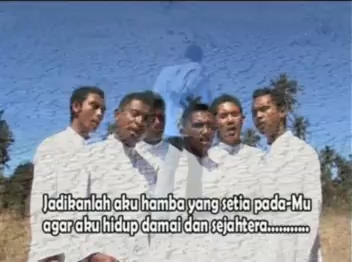 Jadikanlah aku hamba yang setia pada-Mu
agar aku hidup damai dan sejahtera...........